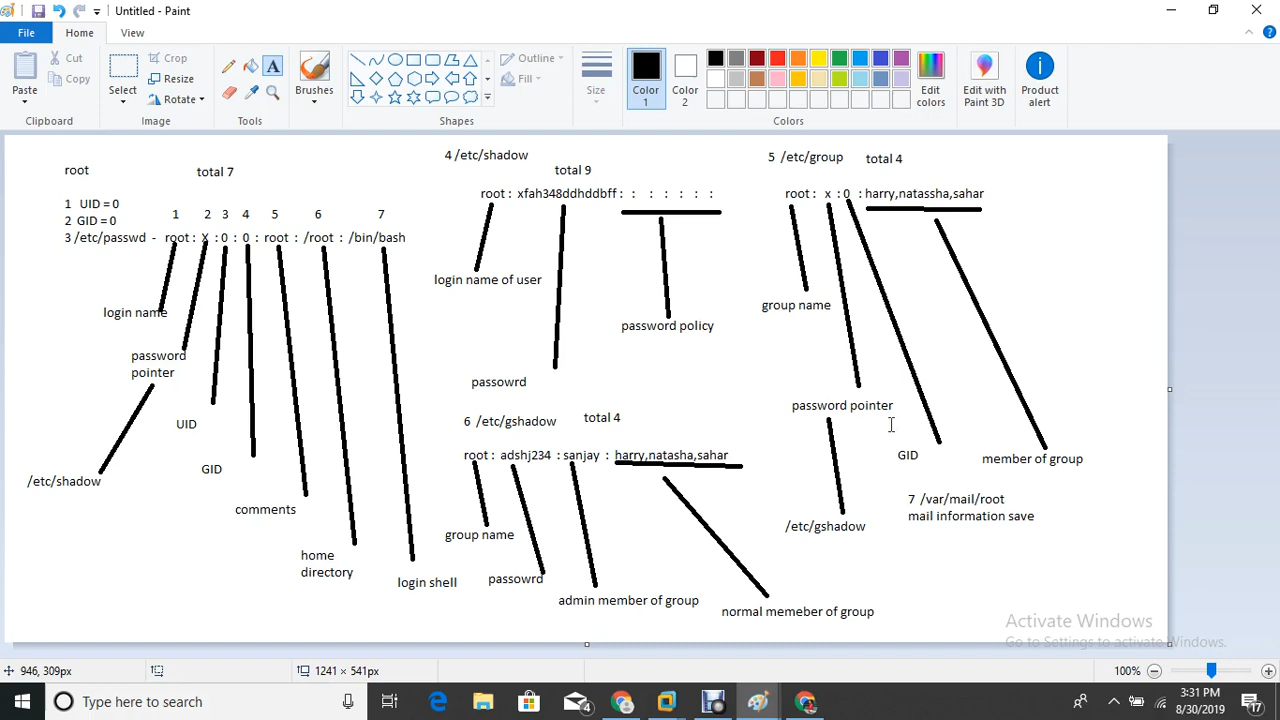 Untitled - Paint
File
Home
View
Paste
Cut
Copy
Clipboard
Select
Crop
Resize
Rotate
Image
Tools
Brushes
Shapes
Outline
Fill
Size
Color
1
Color
2
Colors
Edit
colors
Edit with
Paint 3D
Product
alert
root
total 7
1 UID = 0
2 GID = 0
1 2 3 4 5 6 7
3 /etc/passwd - root : X : 0 : 0 : root : /root : /bin/bash
login name
password
pointer
/etc/shadow
UID
GID
comments
home
directory
login shell
4 /etc/shadow
total 9
root : xfah348ddhddbff : : : : : : :
login name of user
passowrd
password policy
5 /etc/group
total 4
root : x : 0 : harry,natassha,sahar
group name
password pointer
/etc/gshadow
GID
member of group
6 /etc/gshadow
total 4
root : adshj234 : sanjay : harry,natasha,sahar
group name
passowrd
admin member of group
normal memeber of group
7 /var/mail/root
mail information save
Activate Windows
Go to Settings to activate Windows.
946, 309px
1241 × 541px
100%
Type here to search
4
3:31 PM
8/30/2019
17